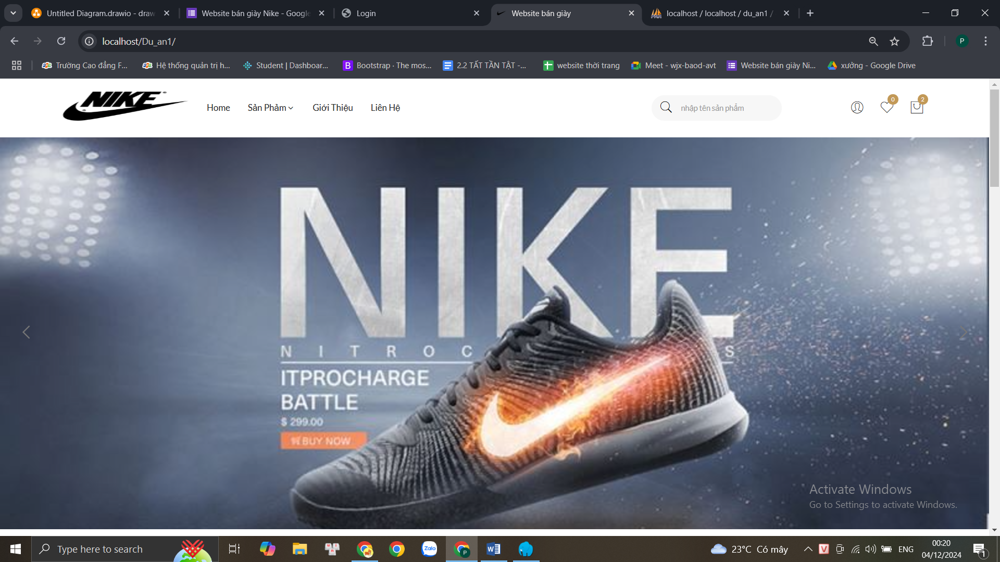 Untitled Diagram.drawio - draw
Website bán giày Nike - Google
Login
Website bán giày
localhost / localhost / du_an1 /
localhost/Du_an1/
P
Trường Cao đẳng F...
Hệ thống quản trị h...
Student | Dashboar...
Bootstrap · The mos...
2.2 TẤT TẦN TẬT -...
website thời trang
Meet - wjx-baod-avt
Website bán giày Ni...
xưởng - Google Drive
NIKE
Home
Sản Phẩm
Giới Thiệu
Liên Hệ
nhập tên sản phẩm
0
2
NIKE
N I T R O C
S
ITPROCHARGE
BATTLE
$ 299.00
BUY NOW
Activate Windows
Go to Settings to activate Windows.
Type here to search
Zalo
P
23°C Có mây
V
ENG
00:20
04/12/2024
1